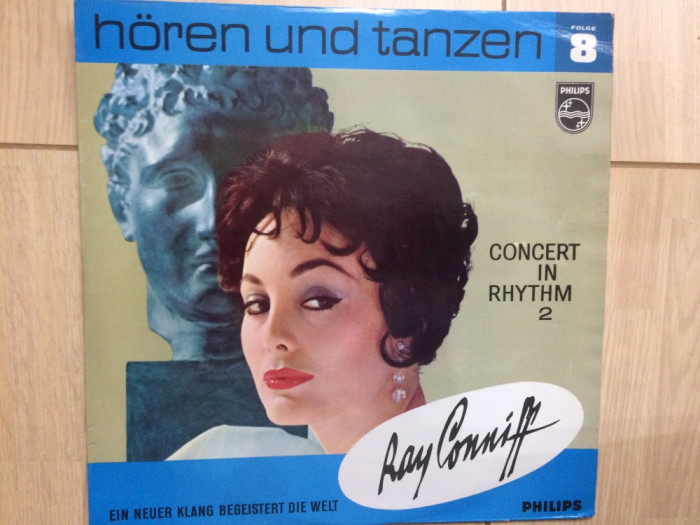 hören und tanzen
FOLGE
8
PHILIPS
CONCERT
IN
RHYTHM
2
Ray Conniff
EIN NEUER KLANG BEGEISTERT DIE WELT
PHILIPS